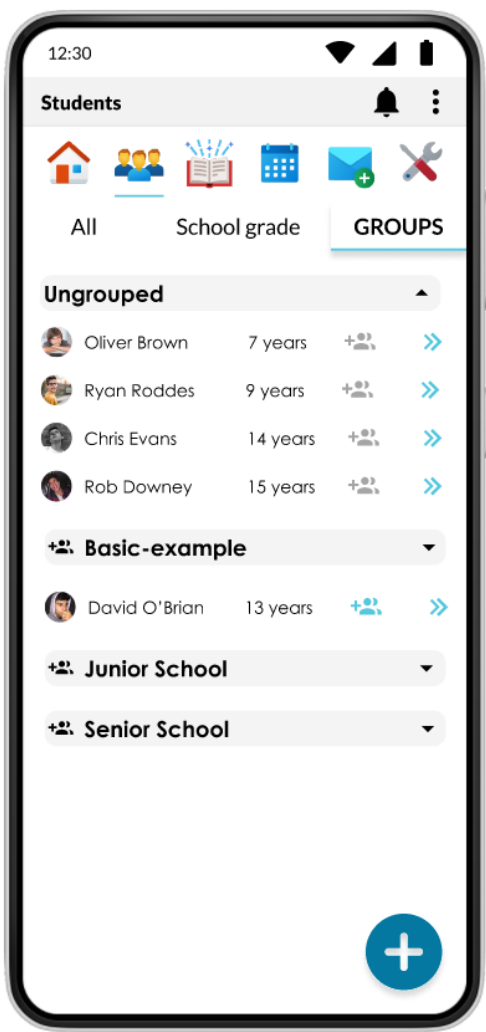 12:30
Students
All School grade GROUPS
Ungrouped
Oliver Brown 7 years
Ryan Roddes 9 years
Chris Evans 14 years
Rob Downey 15 years
Basic-example
David O’Brian 13 years
Junior School
Senior School